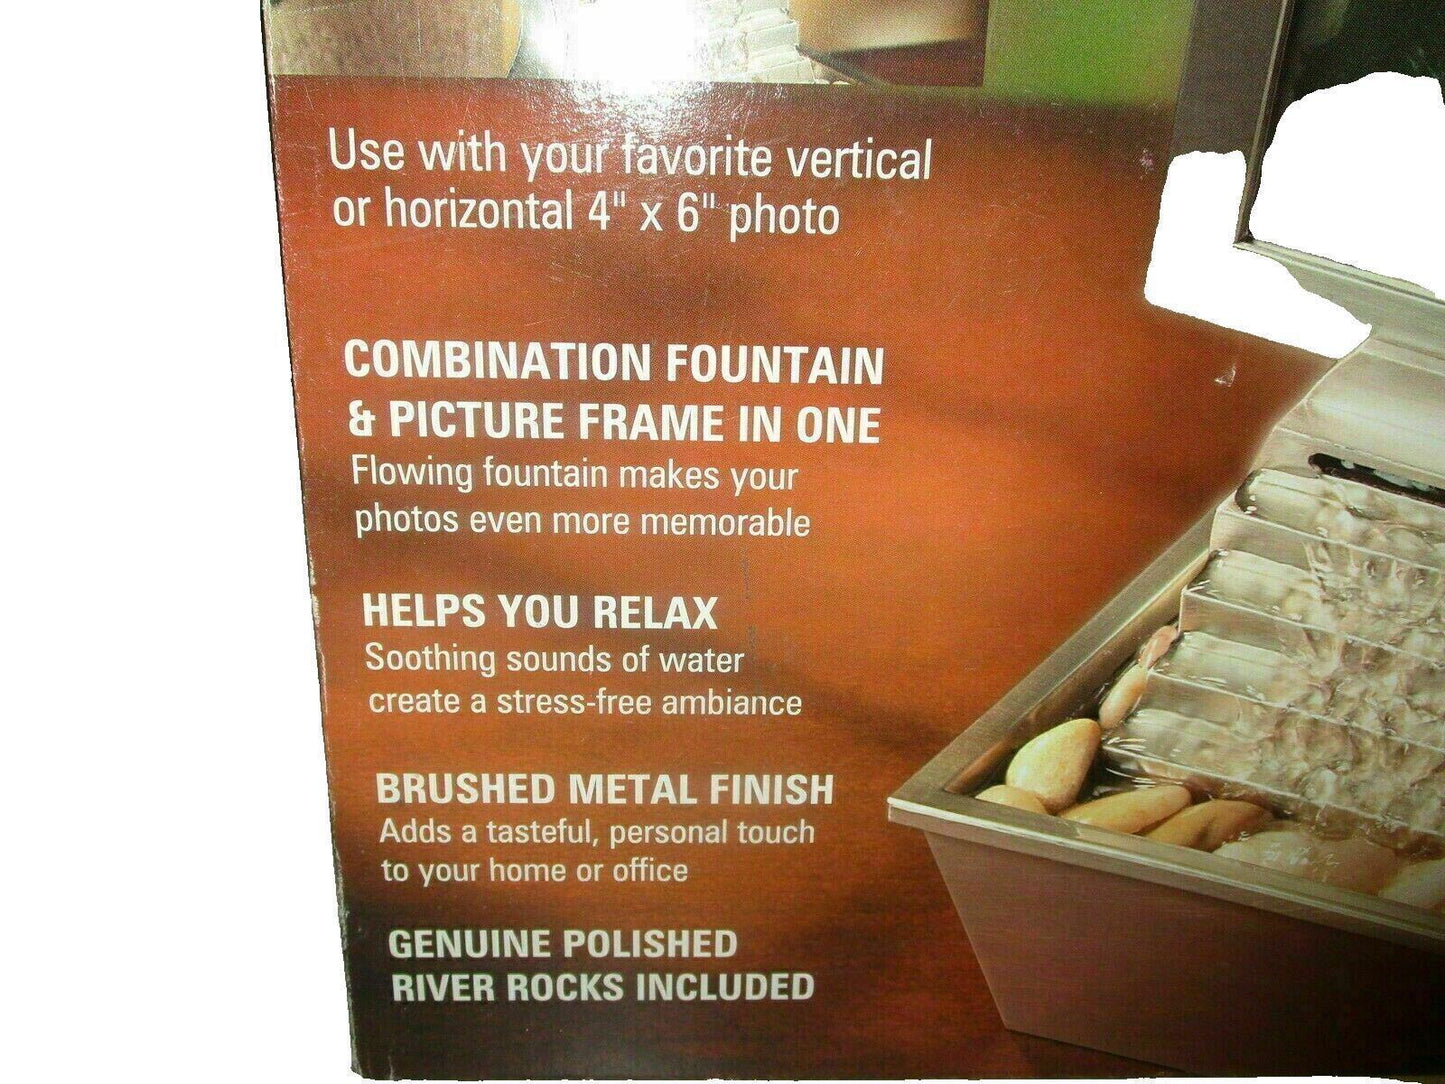 Use with your favorite vertical
or horizontal 4" x 6" photo
COMBINATION FOUNTAIN
& PICTURE FRAME IN ONE
Flowing fountain makes your
photos even more memorable
HELPS YOU RELAX
Soothing sounds of water
create a stress-free ambiance
BRUSHED METAL FINISH
Adds a tasteful, personal touch
to your home or office
GENUINE POLISHED
RIVER ROCKS INCLUDED